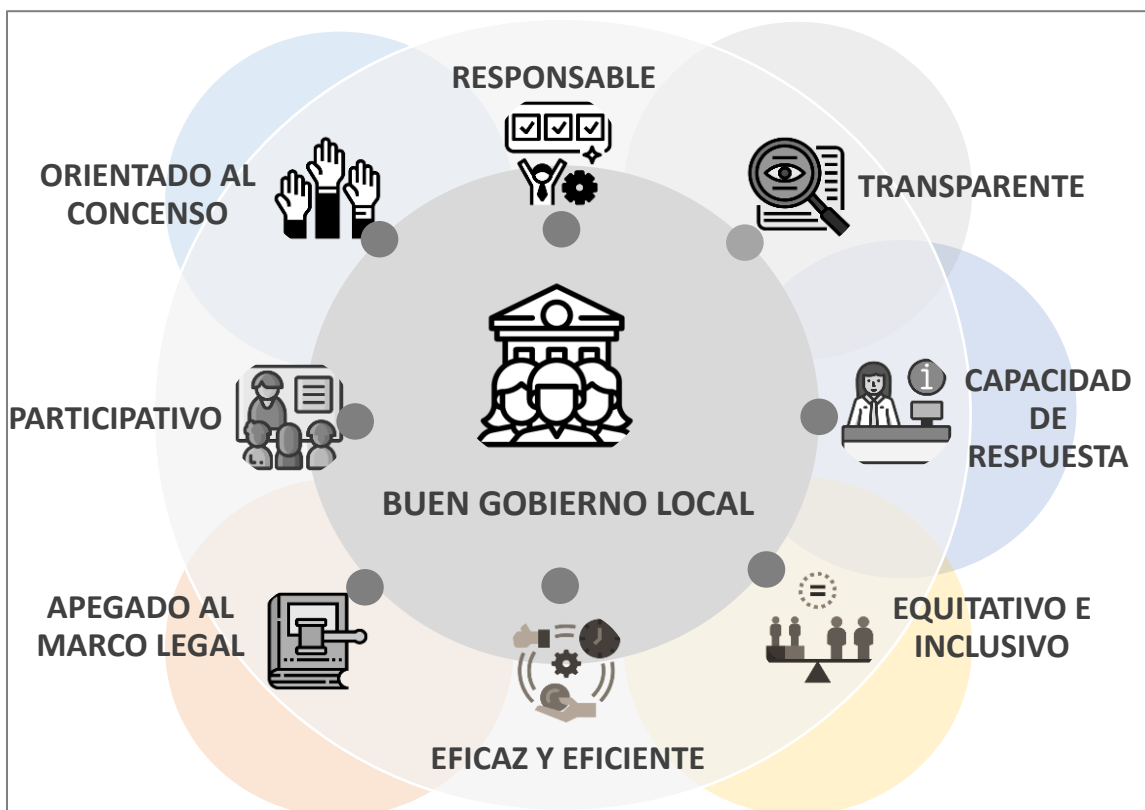 RESPONSABLE
ORIENTADO AL
CONCENSO
TRANSPARENTE
PARTICIPATIVO
i
CAPACIDAD
DE
RESPUESTA
BUEN GOBIERNO LOCAL
APEGADO AL
MARCO LEGAL
=
EQUITATIVO E
INCLUSIVO
EFICAZ Y EFICIENTE